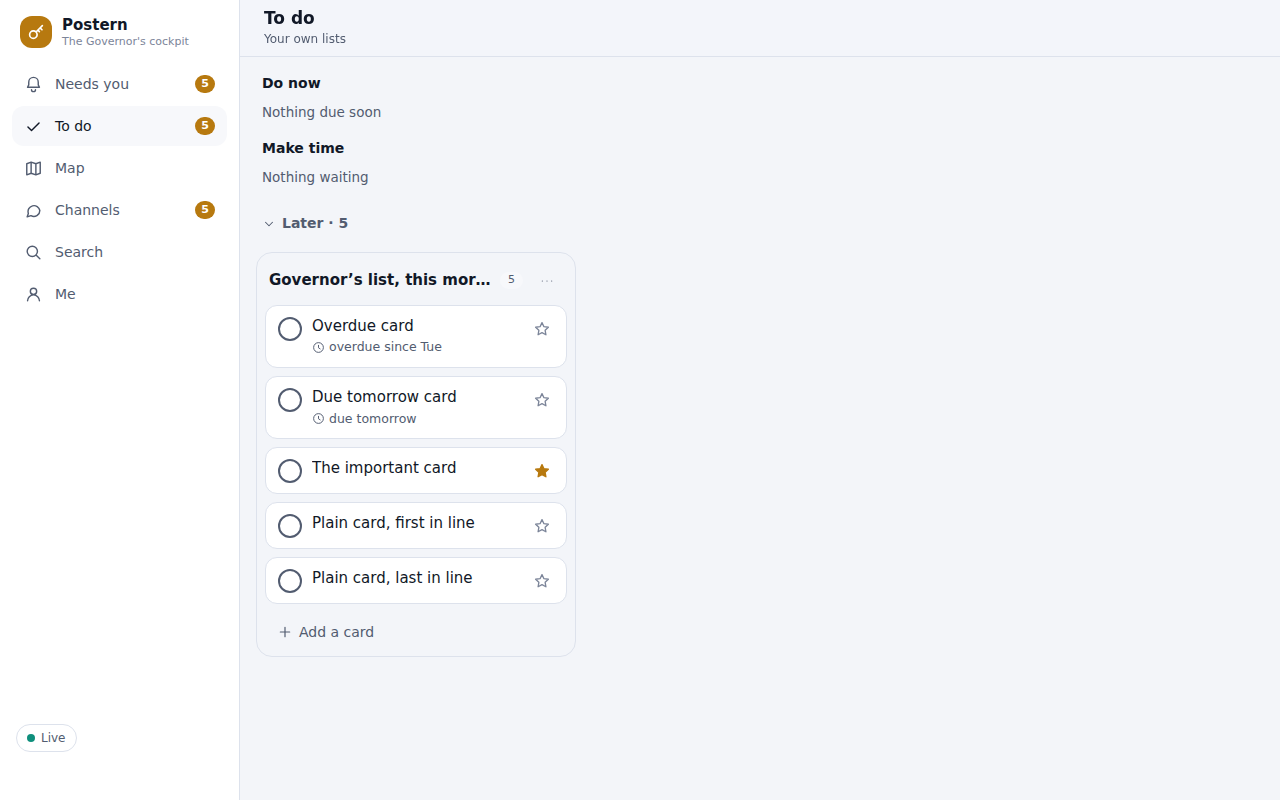 Postern
The Governor's cockpit
Needs you 5
To do 5
Map
Channels 5
Search
Me
Live
To do
Your own lists
Do now
Nothing due soon
Make time
Nothing waiting
Later · 5
Governor’s list, this mor... 5 ...
Overdue card
overdue since Tue
Due tomorrow card
due tomorrow
The important card
Plain card, first in line
Plain card, last in line
+ Add a card